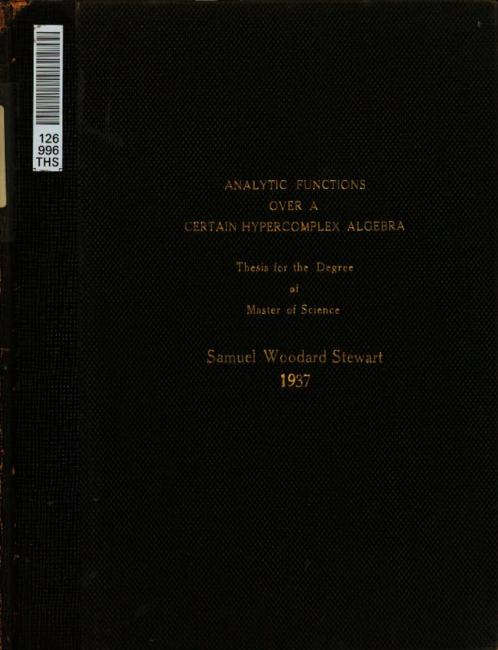 126
996
THS
ANALYTIC FUNCTIONS
OVER A
CERTAIN HYPERCOMPLEX ALGEBRA
Thesis for the Degree
of
Master of Science
Samuel Woodard Stewart
1937